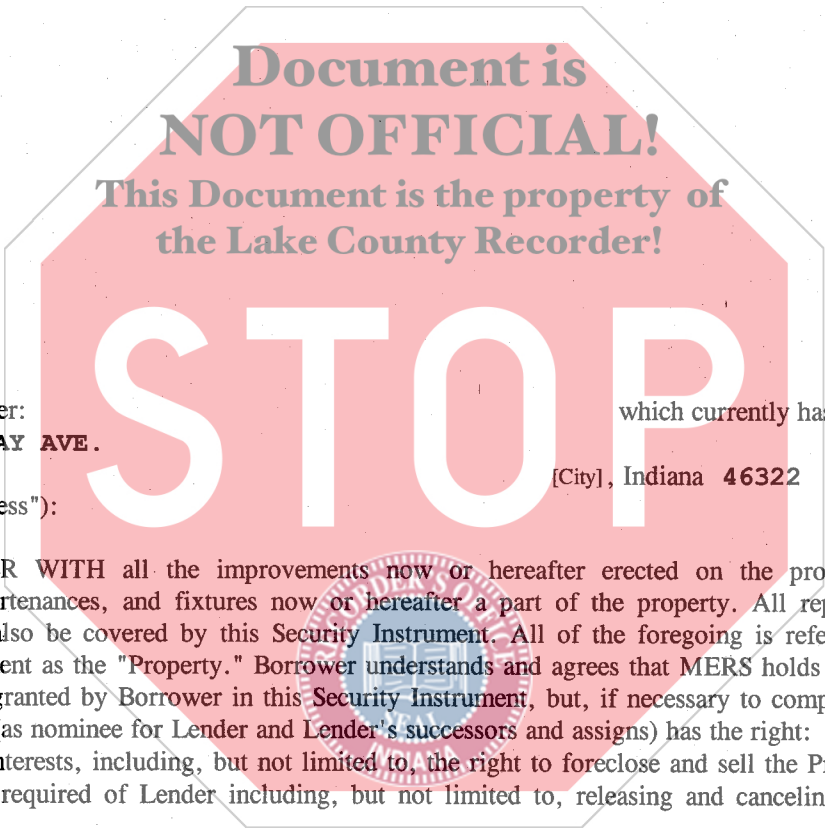 Document is
NOT OFFICIAL!
This Document is the property of
the Lake County Recorder!
STOP
er: which currently has
AY AVE.
[City], Indiana 46322
ess"):
R WITH all the improvements now or hereafter erected on the pro
rtenances, and fixtures now or hereafter a part of the property. All rep
lso be covered by this Security Instrument. All of the foregoing is refe
ent as the "Property." Borrower understands and agrees that MERS holds
granted by Borrower in this Security Instrument, but, if necessary to comp
(as nominee for Lender and Lender's successors and assigns) has the right:
nterests, including, but not limited to, the right to foreclose and sell the P
required of Lender including, but not limited to, releasing and cancelin
RECORDER'S OFFICE
SEAL
INDIANA